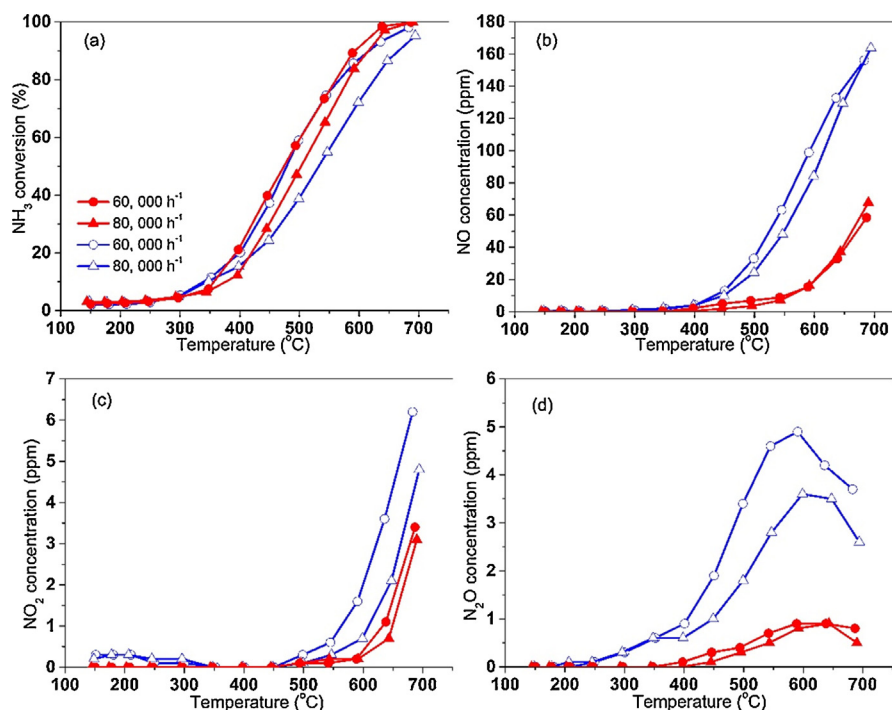 (a)
NH3 conversion (%)
100
80
60
40
20
0
60, 000 h-1
80, 000 h-1
60, 000 h-1
80, 000 h-1
100 200 300 400 500 600 700
Temperature (oC)
(b)
NO concentration (ppm)
180
160
140
120
100
80
60
40
20
0
100 200 300 400 500 600 700
Temperature (oC)
(c)
NO2 concentration (ppm)
7
6
5
4
3
2
1
0
100 200 300 400 500 600 700
Temperature (oC)
(d)
N2O concentration (ppm)
6
5
4
3
2
1
0
100 200 300 400 500 600 700
Temperature (oC)